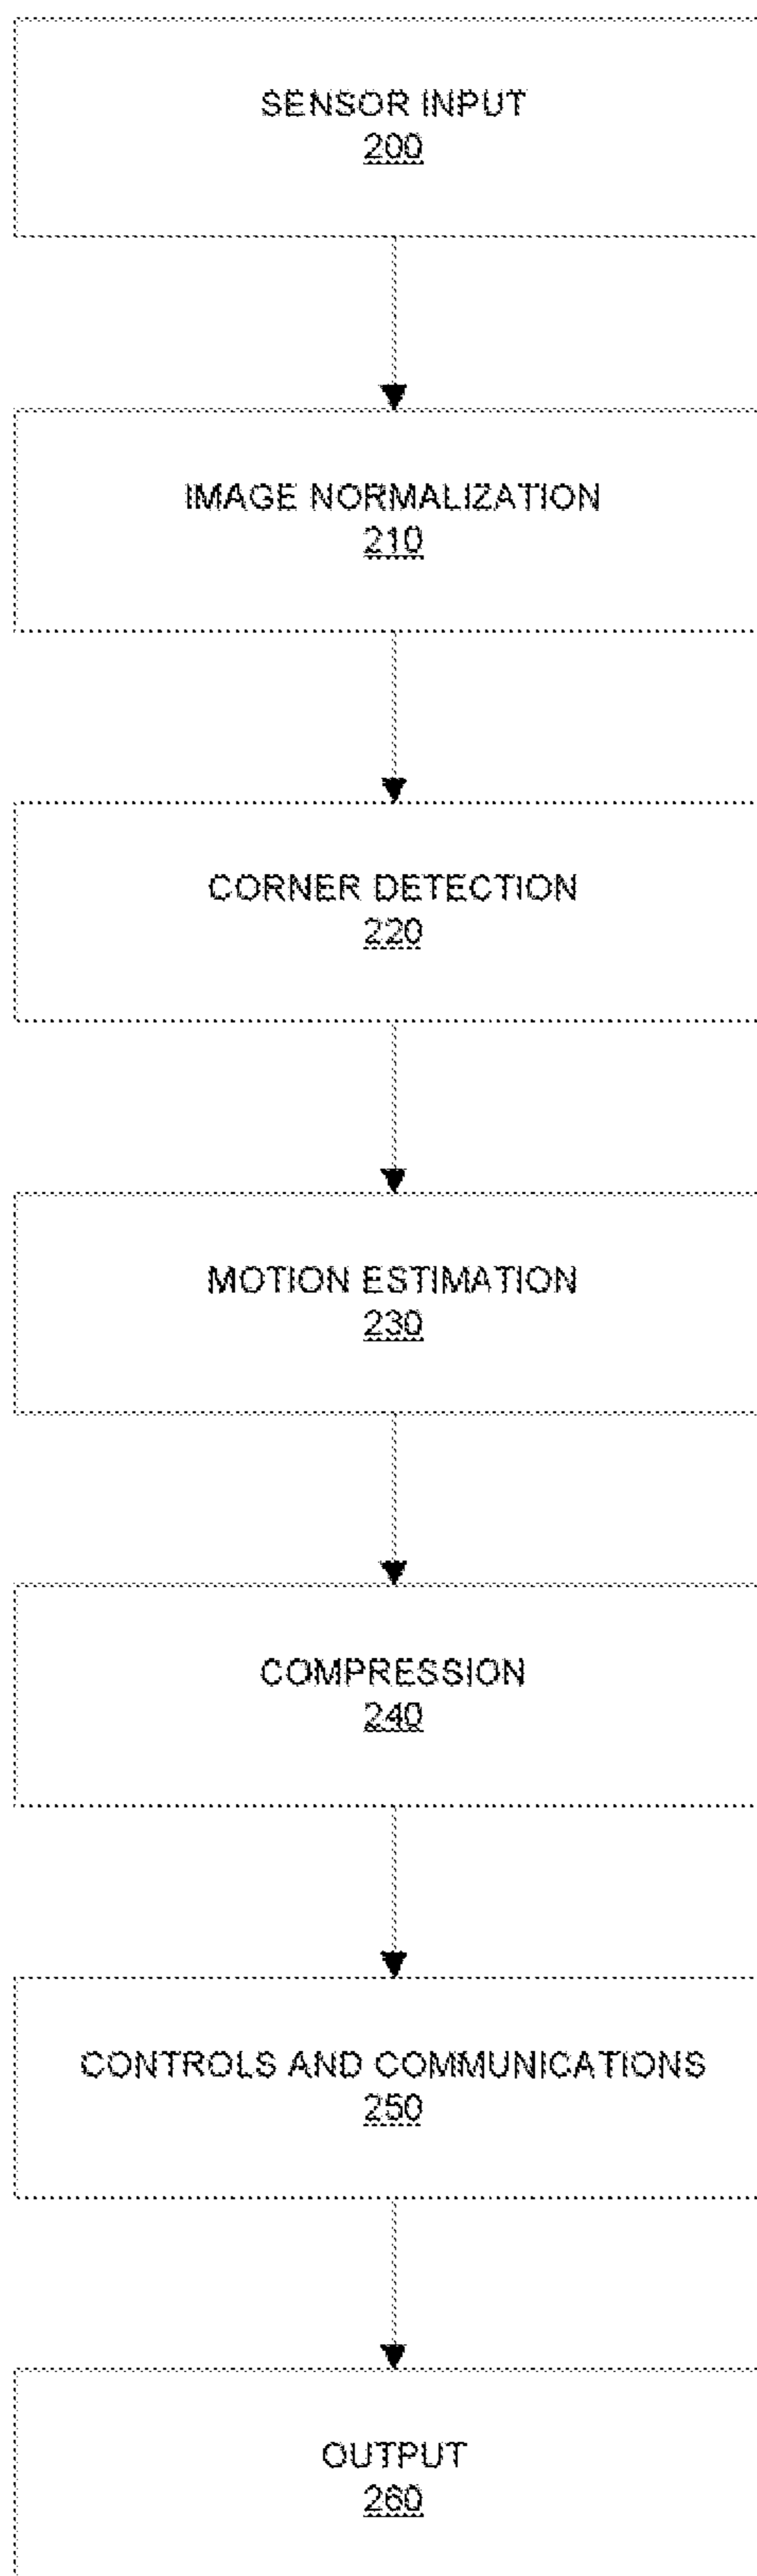 SENSOR INPUT
200
IMAGE NORMALIZATION
210
CORNER DETECTION
220
MOTION ESTIMATION
230
COMPRESSION
240
CONTROLS AND COMMUNICATIONS
250
OUTPUT
260